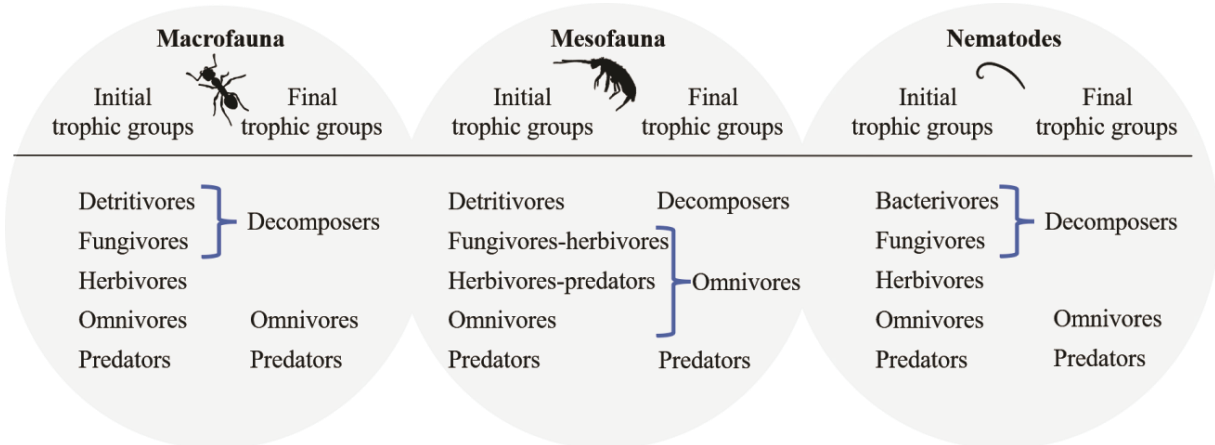 Macrofauna
Initial trophic groups
Final trophic groups
Detritivores
Fungivores
Decomposers
Herbivores
Omnivores
Omnivores
Predators
Predators
Mesofauna
Initial trophic groups
Final trophic groups
Detritivores
Decomposers
Fungivores-herbivores
Herbivores-predators
Omnivores
Omnivores
Predators
Predators
Nematodes
Initial trophic groups
Final trophic groups
Bacterivores
Fungivores
Decomposers
Herbivores
Omnivores
Omnivores
Predators
Predators